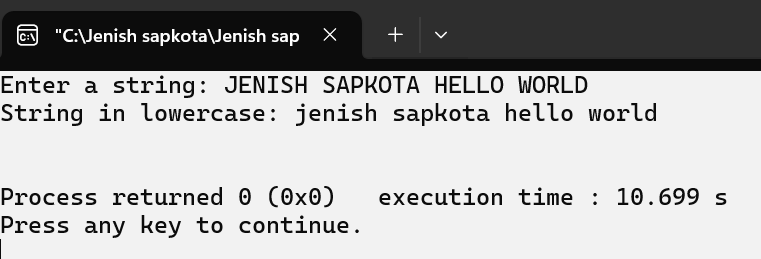 "C:\Jenish sapkota\Jenish sap
Enter a string: JENISH SAPKOTA HELLO WORLD
String in lowercase: jenish sapkota hello world
Process returned 0 (0x0)   execution time : 10.699 s
Press any key to continue.